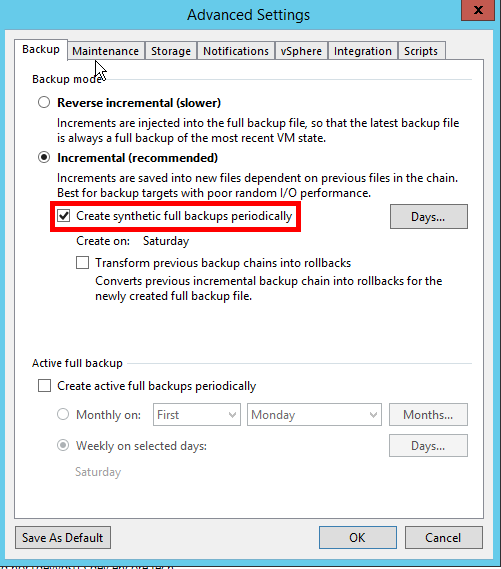 Advanced Settings
x
Backup Maintenance Storage Notifications vSphere Integration Scripts
Backup mode
Reverse incremental (slower)
Increments are injected into the full backup file, so that the latest backup file
is always a full backup of the most recent VM state.
Incremental (recommended)
Increments are saved into new files dependent on previous files in the chain.
Best for backup targets with poor random I/O performance.
Create synthetic full backups periodically Days...
Create on: Saturday
Transform previous backup chains into rollbacks
Converts previous incremental backup chain into rollbacks for the
newly created full backup file.
Active full backup
Create active full backups periodically
Monthly on: First Monday Months...
Weekly on selected days: Days...
Saturday
Save As Default OK Cancel